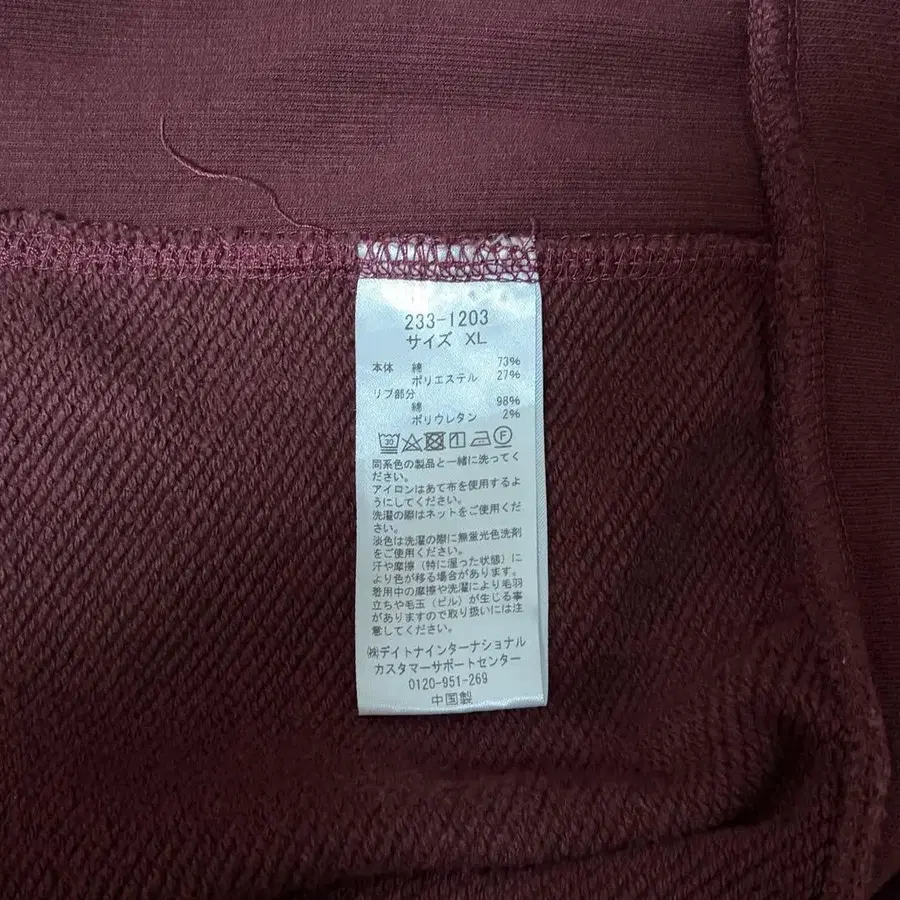 233-1203
サイズ XL
本体 綿 73%
ポリエステル 27%
リブ部分
綿 98%
ポリウレタン 2%
30 F
同系色の製品と一緒に洗ってく
ださい。
アイロンはあて布を使用するよ
うにしてください。
洗濯の際はネットをご使用くだ
さい。
淡色は洗濯の際に無蛍光色洗剤
をご使用ください。
汗や摩擦（特に湿った状態）に
より色が移る場合があります。
着用中の摩擦や洗濯により毛羽
立ちや毛玉（ピル）が生じる事
がありますので取り扱いには注
意してください。
㈱デイトナインターナショナル
カスタマーサポートセンター
0120-951-269
中国製